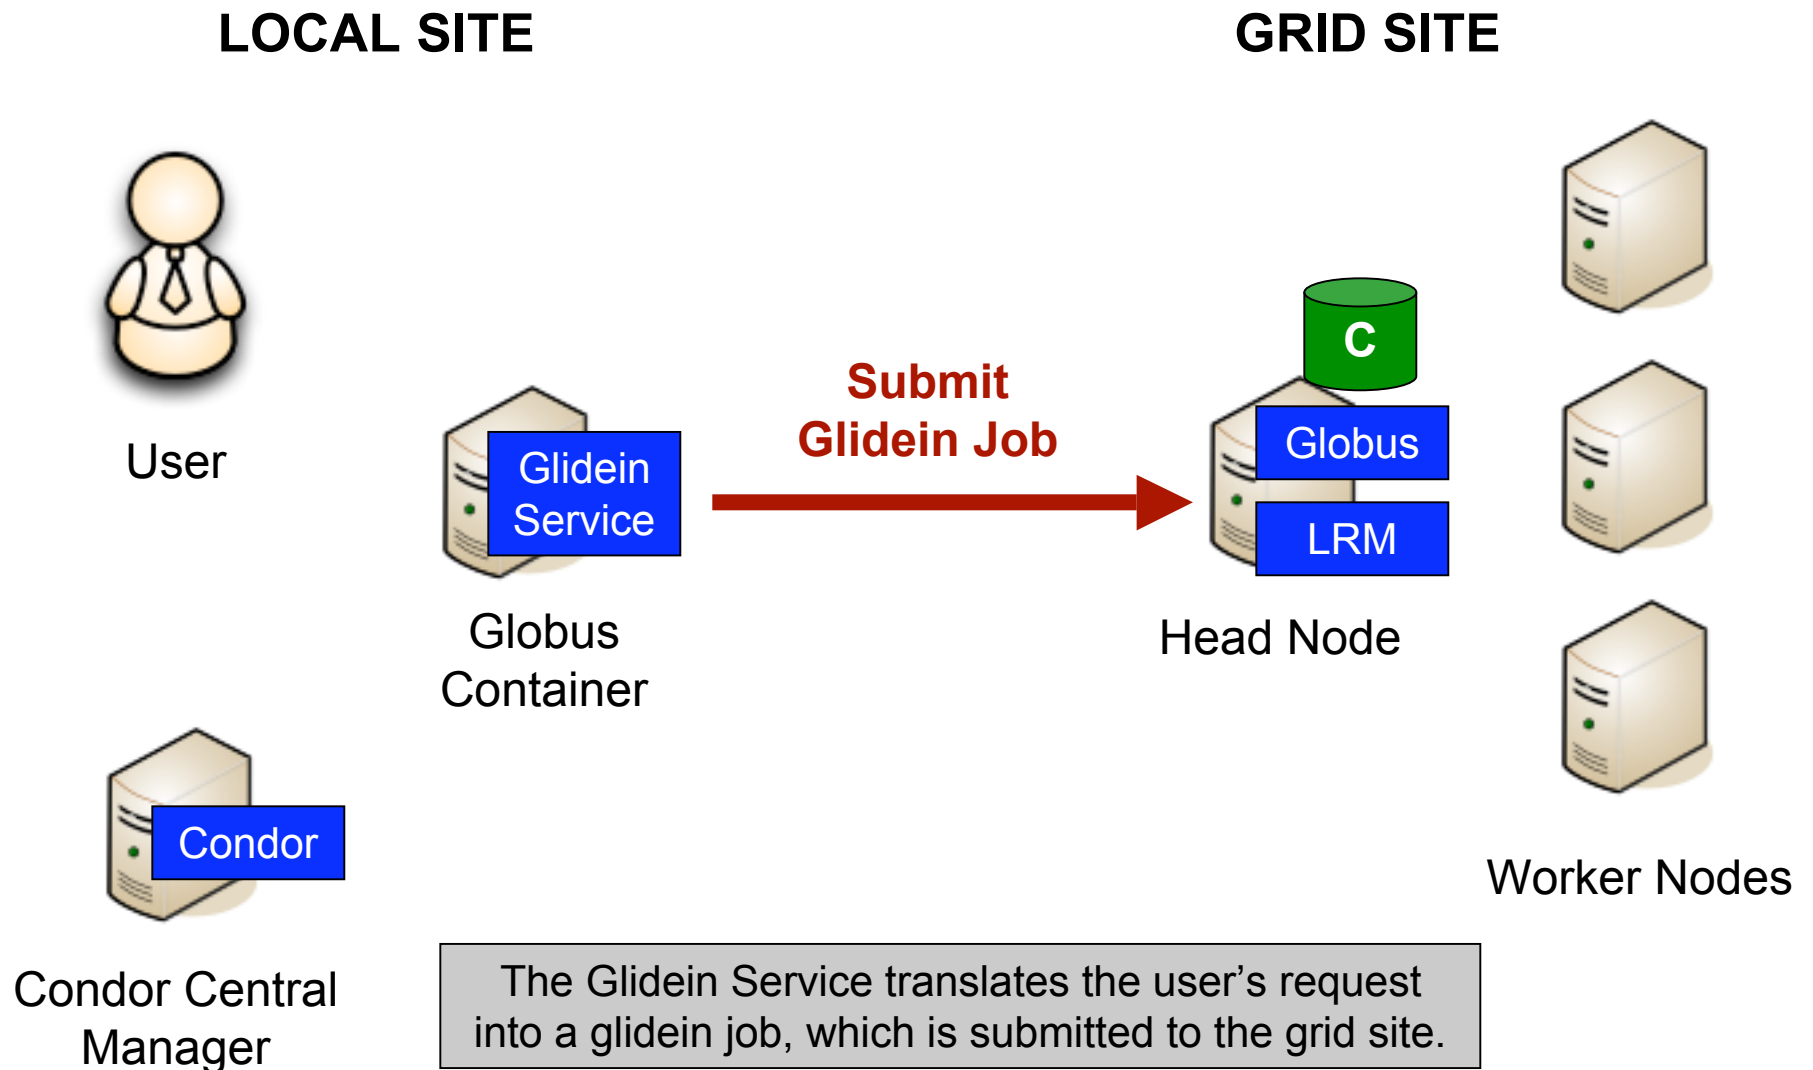 LOCAL SITE
GRID SITE
C
Submit
Glidein Job
Globus
User
Glidein
Service
LRM
Globus
Container
Head Node
Condor
Worker Nodes
Condor Central
Manager
The Glidein Service translates the user’s request
into a glidein job, which is submitted to the grid site.